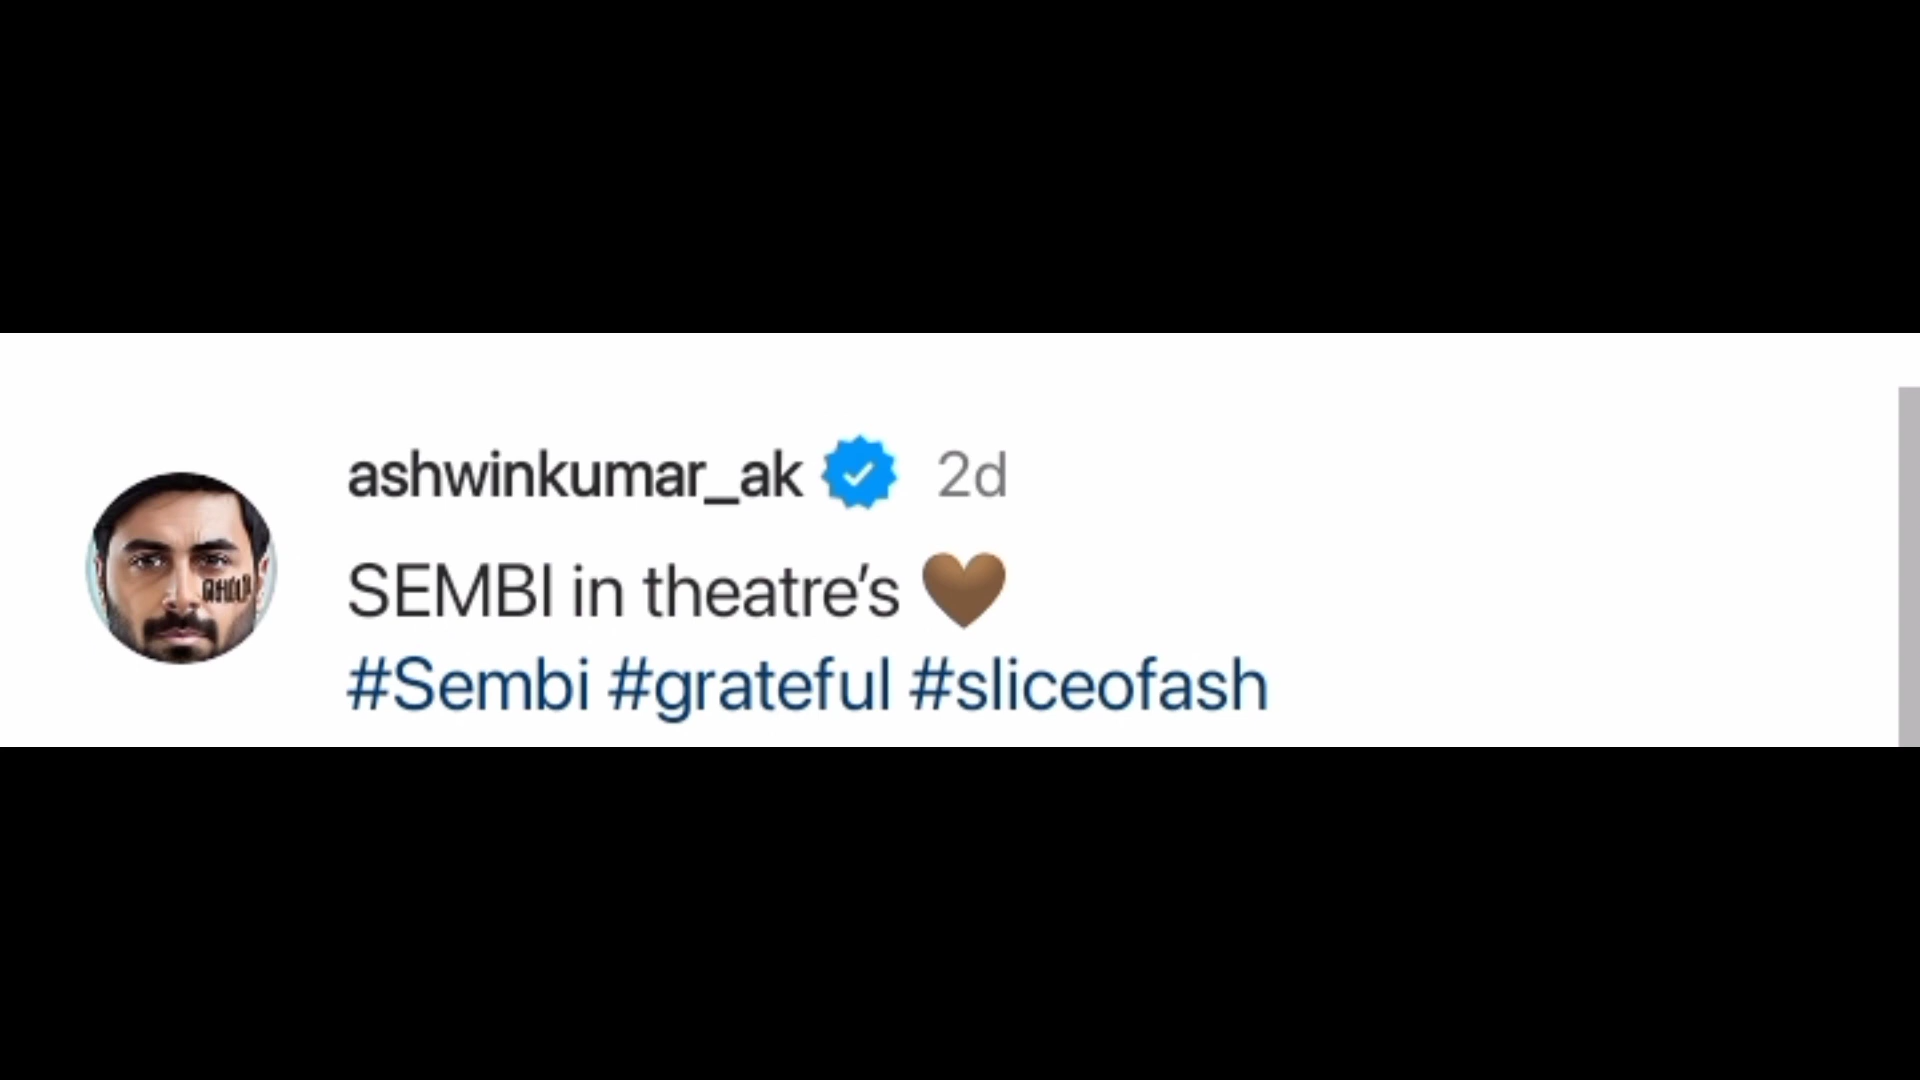 ashwinkumar_ak 2d
SEMBI in theatre’s 🤎
#Sembi #grateful #sliceofash